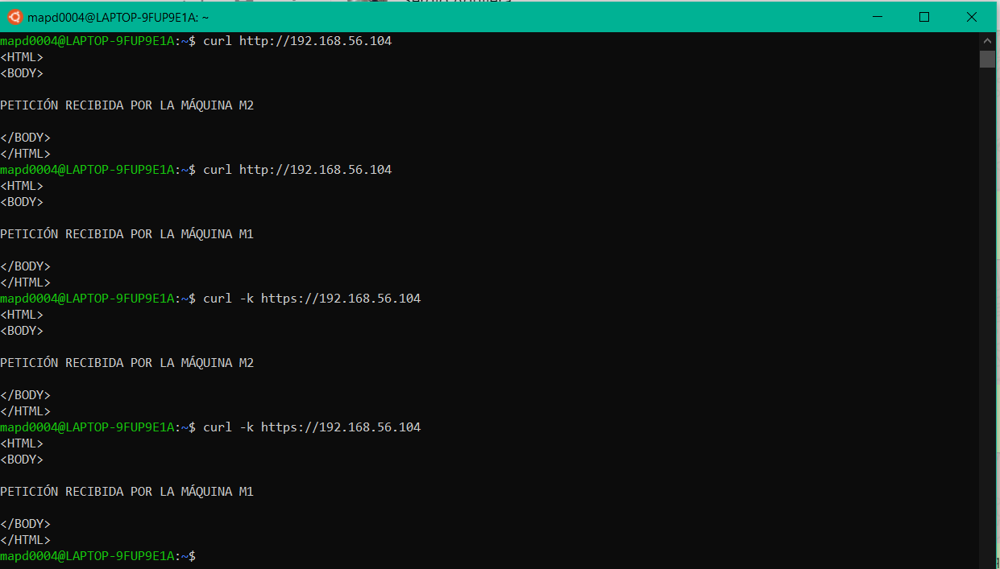 mapd0004@LAPTOP-9FUP9E1A: ~
mapd0004@LAPTOP-9FUP9E1A:~$ curl http://192.168.56.104
<HTML>
<BODY>
PETICIÓN RECIBIDA POR LA MÁQUINA M2
</BODY>
</HTML>
mapd0004@LAPTOP-9FUP9E1A:~$ curl http://192.168.56.104
<HTML>
<BODY>
PETICIÓN RECIBIDA POR LA MÁQUINA M1
</BODY>
</HTML>
mapd0004@LAPTOP-9FUP9E1A:~$ curl -k https://192.168.56.104
<HTML>
<BODY>
PETICIÓN RECIBIDA POR LA MÁQUINA M2
</BODY>
</HTML>
mapd0004@LAPTOP-9FUP9E1A:~$ curl -k https://192.168.56.104
<HTML>
<BODY>
PETICIÓN RECIBIDA POR LA MÁQUINA M1
</BODY>
</HTML>
mapd0004@LAPTOP-9FUP9E1A:~$